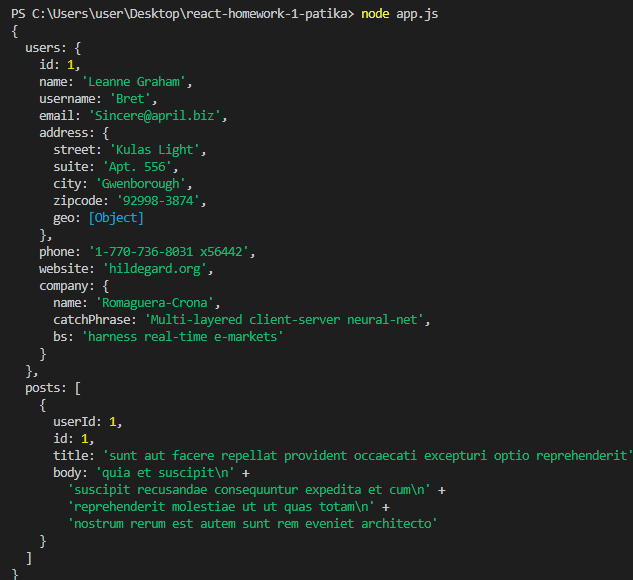 PS C:\Users\user\Desktop\react-homework-1-patika> node app.js
{
  users: {
    id: 1,
    name: 'Leanne Graham',
    username: 'Bret',
    email: 'Sincere@april.biz',
    address: {
      street: 'Kulas Light',
      suite: 'Apt. 556',
      city: 'Gwenborough',
      zipcode: '92998-3874',
      geo: [Object]
    },
    phone: '1-770-736-8031 x56442',
    website: 'hildegard.org',
    company: {
      name: 'Romaguera-Crona',
      catchPhrase: 'Multi-layered client-server neural-net',
      bs: 'harness real-time e-markets'
    }
  },
  posts: [
    {
      userId: 1,
      id: 1,
      title: 'sunt aut facere repellat provident occaecati excepturi optio reprehenderit'
      body: 'quia et suscipit\n' +
        'suscipit recusandae consequuntur expedita et cum\n' +
        'reprehenderit molestiae ut ut quas totam\n' +
        'nostrum rerum est autem sunt rem eveniet architecto'
    }
  ]
}